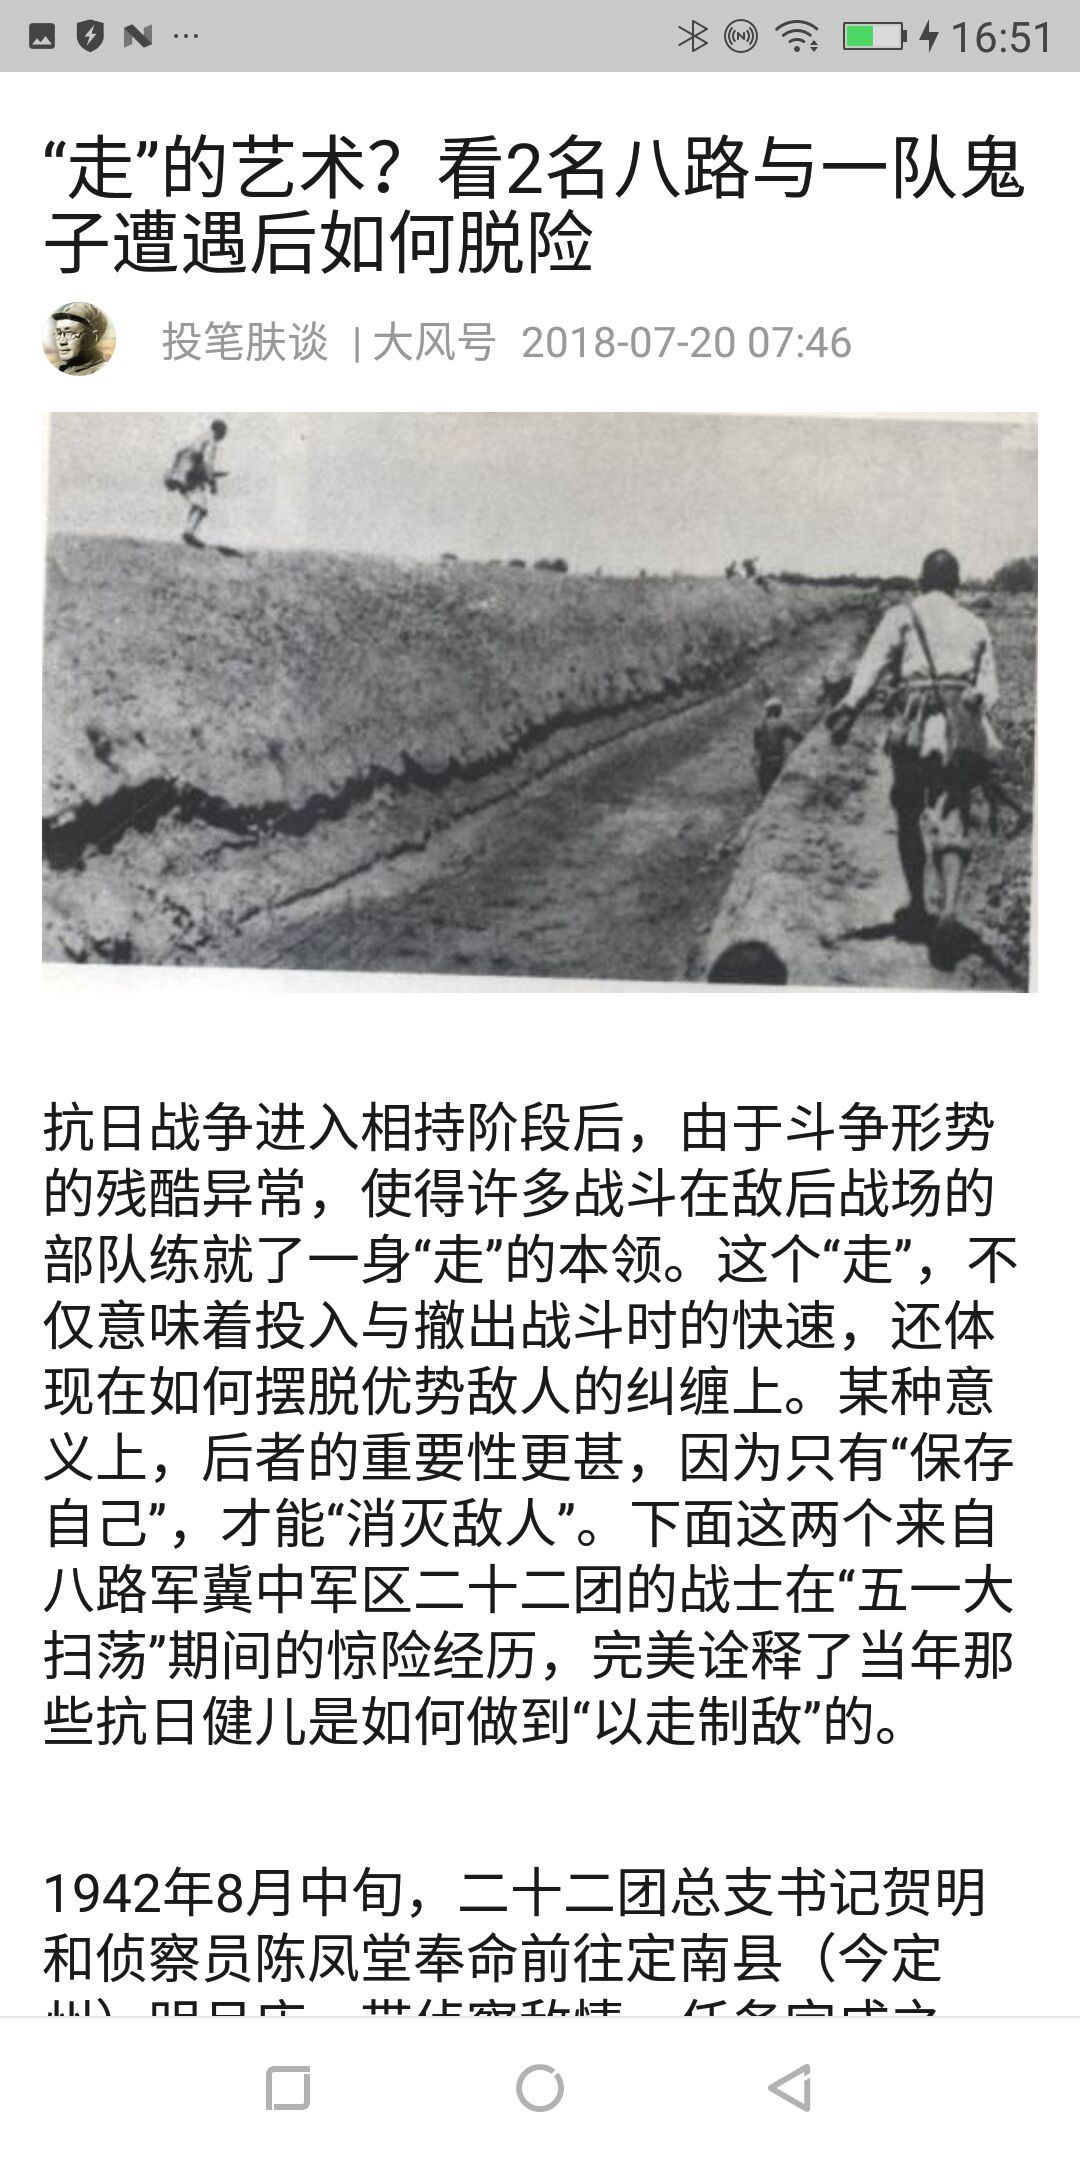 16:51
“走”的艺术？看2名八路与一队鬼
子遭遇后如何脱险
投笔肤谈 | 大风号 2018-07-20 07:46
抗日战争进入相持阶段后，由于斗争形势
的残酷异常，使得许多战斗在敌后战场的
部队练就了一身“走”的本领。这个“走”，不
仅意味着投入与撤出战斗时的快速，还体
现在如何摆脱优势敌人的纠缠上。某种意
义上，后者的重要性更甚，因为只有“保存
自己”，才能“消灭敌人”。下面这两个来自
八路军冀中军区二十二团的战士在“五一大
扫荡”期间的惊险经历，完美诠释了当年那
些抗日健儿是如何做到“以走制敌”的。
1942年8月中旬，二十二团总支书记贺明
和侦察员陈凤堂奉命前往定南县（今定